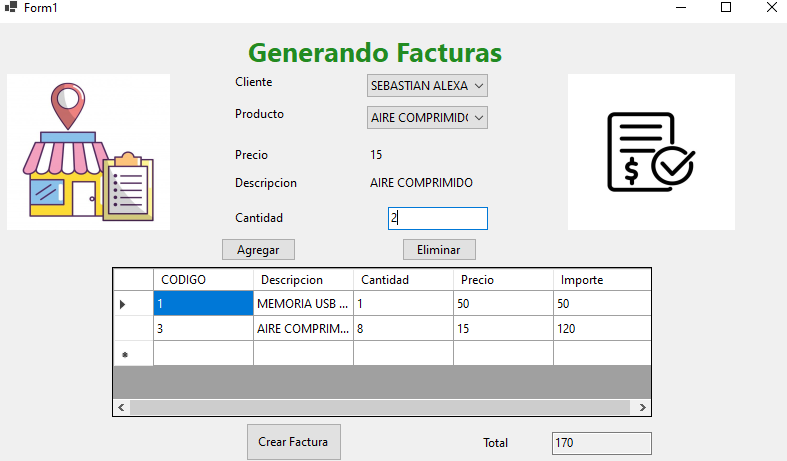 Form1
Generando Facturas
Cliente SEBASTIAN ALEXA
Producto AIRE COMPRIMIDO
Precio 15
Descripcion AIRE COMPRIMIDO
Cantidad 2
Agregar Eliminar
CODIGO Descripcion Cantidad Precio Importe
1 MEMORIA USB ... 1 50 50
3 AIRE COMPRIM... 8 15 120
Crear Factura Total 170